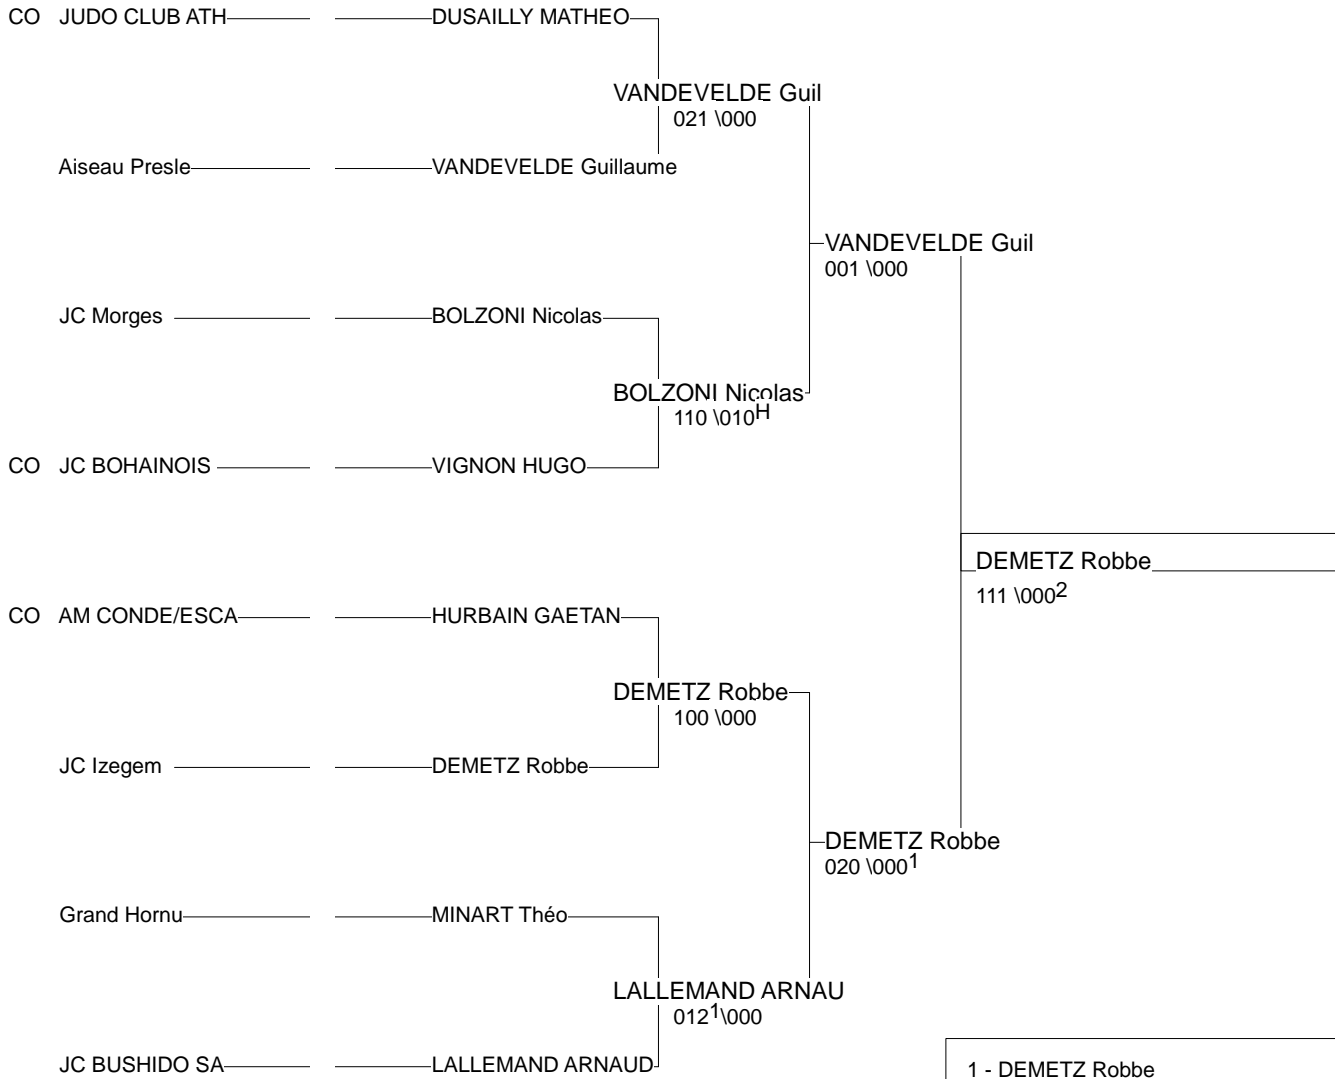 CO JUDO CLUB ATH DUSAILLY MATHEO
VANDEVELDE Guil
021 \000
Aiseau Presle VANDEVELDE Guillaume
VANDEVELDE Guil
001 \000
JC Morges BOLZONI Nicolas
BOLZONI Nicolas
110 \010H
CO JC BOHAINOIS VIGNON HUGO
DEMETZ Robbe
111 \0002
CO AM CONDE/ESCA HURBAIN GAETAN
DEMETZ Robbe
100 \000
JC Izegem DEMETZ Robbe
DEMETZ Robbe
020 \0001
Grand Hornu MINART Théo
LALLEMAND ARNAU
0121\000
JC BUSHIDO SA LALLEMAND ARNAUD
1 - DEMETZ Robbe